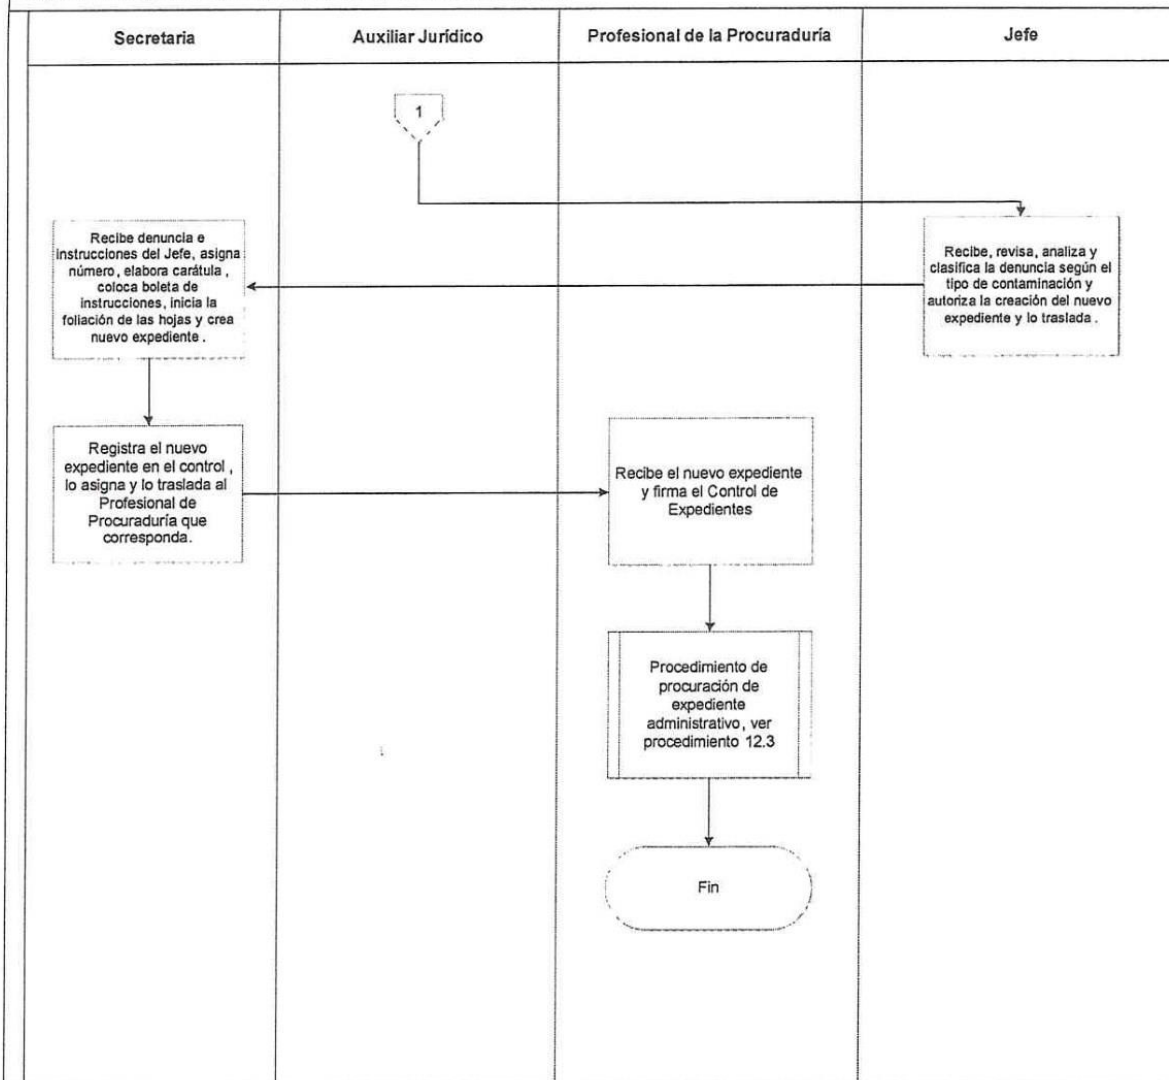 Secretaria
Auxiliar Jurídico
Profesional de la Procuraduría
Jefe
1
Recibe denuncia e
instrucciones del Jefe, asigna
número, elabora carátula ,
coloca boleta de
instrucciones, inicia la
foliación de las hojas y crea
nuevo expediente .
Recibe, revisa, analiza y
clasifica la denuncia según el
tipo de contaminación y
autoriza la creación del nuevo
expediente y lo traslada .
Registra el nuevo
expediente en el control ,
lo asigna y lo traslada al
Profesional de
Procuraduría que
corresponda.
Recibe el nuevo expediente
y firma el Control de
Expedientes
Procedimiento de
procuración de
expediente
administrativo, ver
procedimiento 12.3
Fin